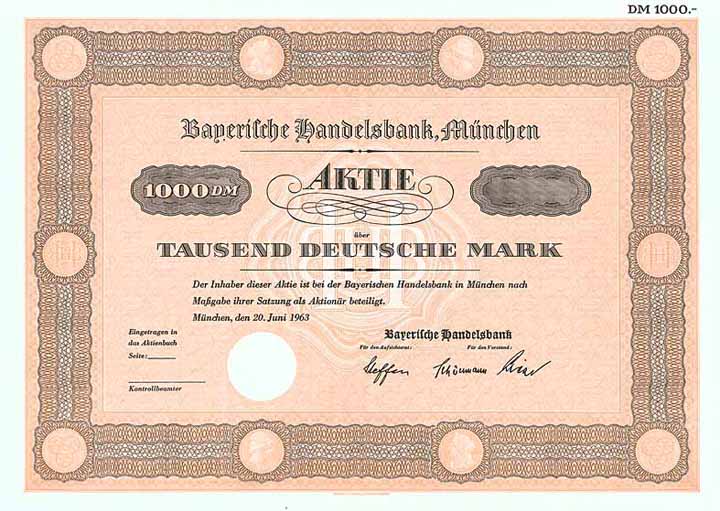 DM 1000.-
Bayerische Handelsbank, München
1000 DM
AKTIE
über
TAUSEND DEUTSCHE MARK
Der Inhaber dieser Aktie ist bei der Bayerischen Handelsbank in München nach
Maßgabe ihrer Satzung als Aktionär beteiligt.
München, den 20. Juni 1963
Eingetragen in
das Aktienbuch
Seite:
Kontrollbeamter
Bayerische Handelsbank
Für den Aufsichtsrat: Für den Vorstand:
Steffan